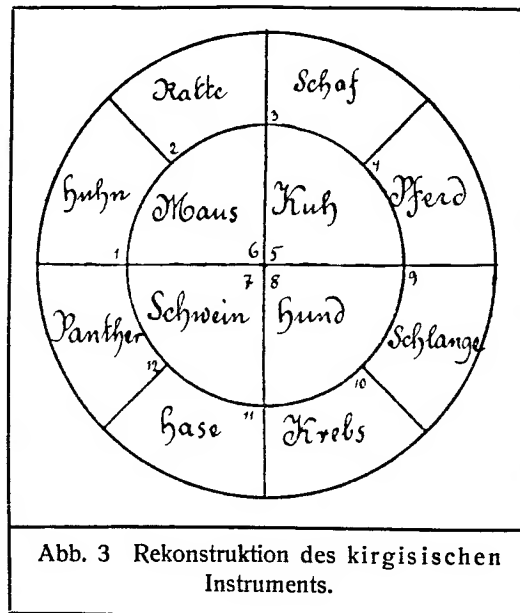 Ratte Schaf
2 3 4
Huhn Maus Kuh Pferd
1 6 5
7 8 9
Panther Schwein Hund Schlange
12 11 10
Hase Krebs
Abb. 3 Rekonstruktion des kirgisischen
Instruments.